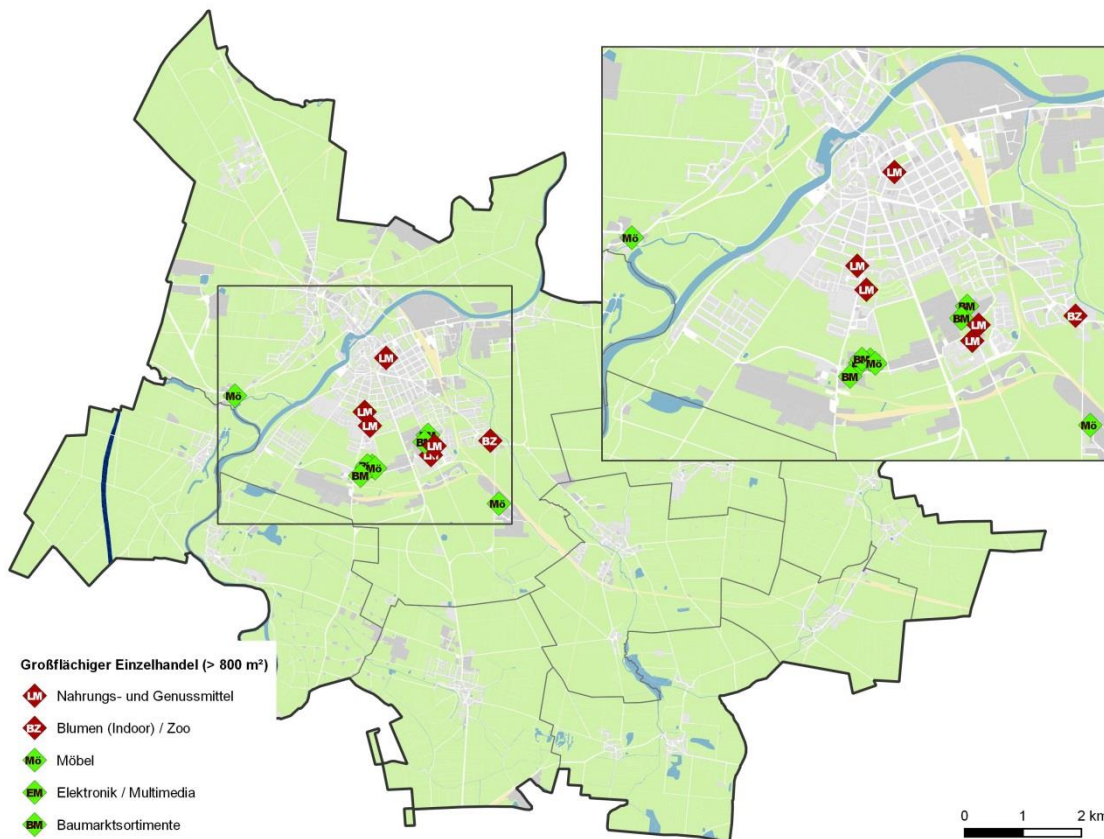 LM
Mö
LM
LM
BM
BM
LM
LM
BZ
BM
Mö
BM
Mö
LM
Mö
LM
LM
BM
LM
BZ
Mö
BM
Mö
Großflächiger Einzelhandel (> 800 m²)
LM Nahrungs- und Genussmittel
BZ Blumen (Indoor) / Zoo
Mö Möbel
EM Elektronik / Multimedia
BM Baumarktsortimente
0 1 2 km